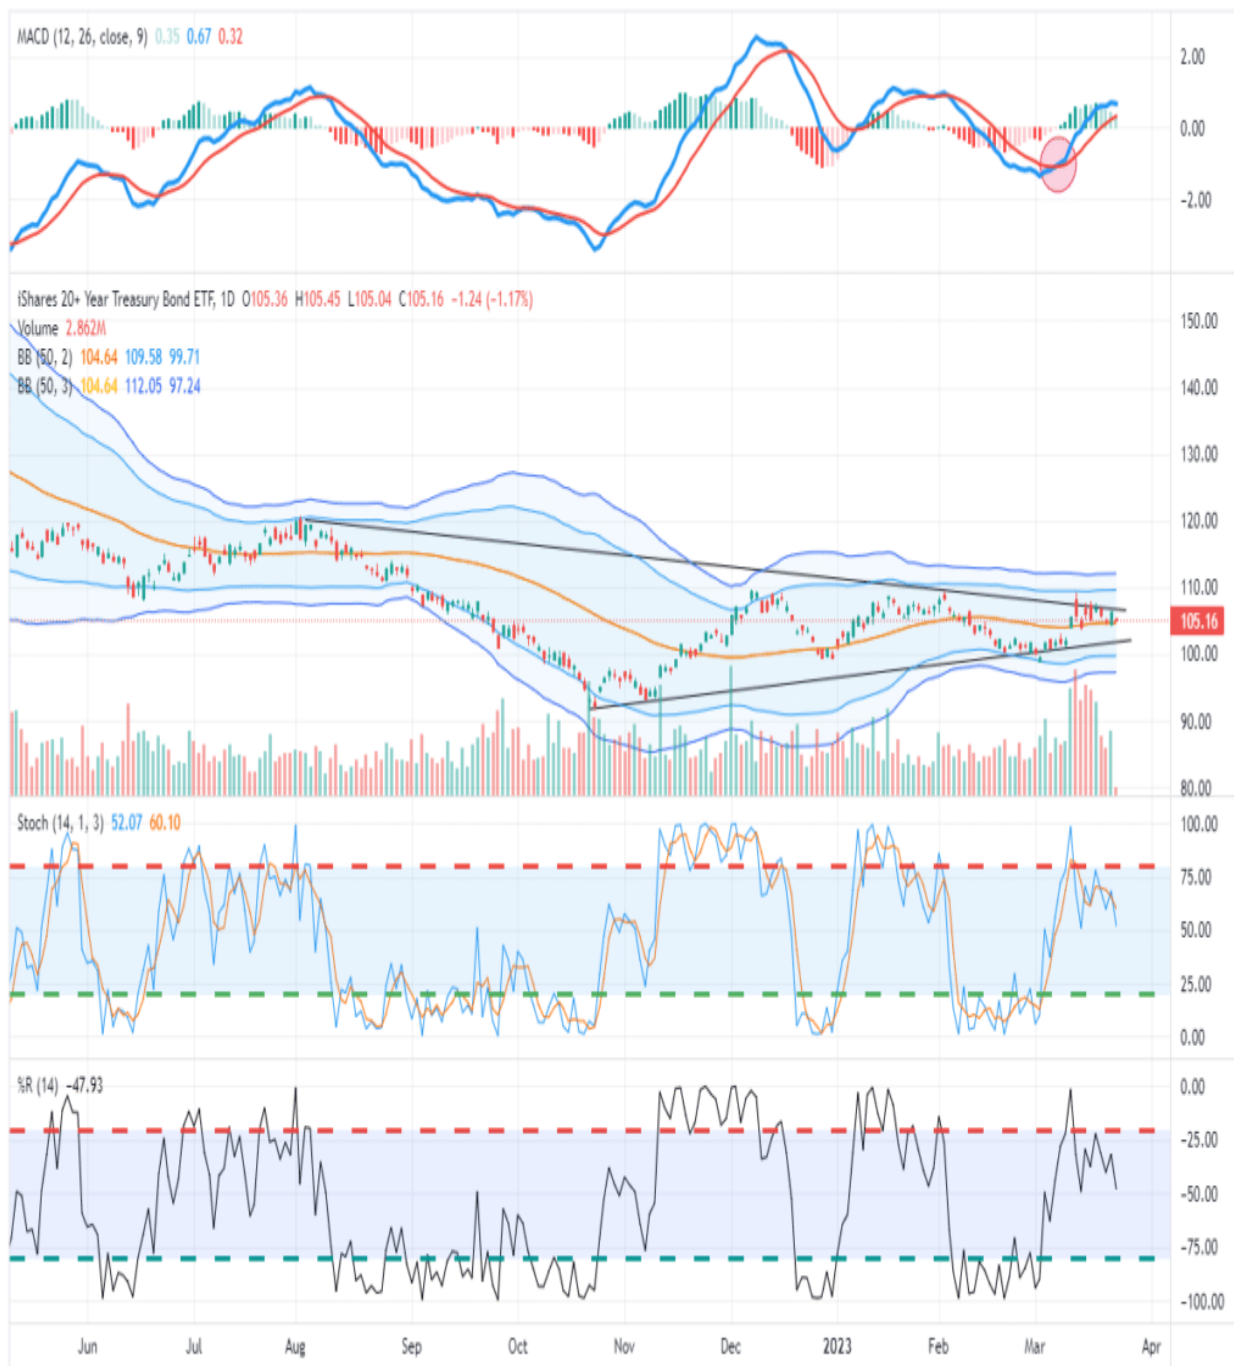 MACD (12, 26, close, 9) 0.35 0.67 0.32
2.00
0.00
−2.00
iShares 20+ Year Treasury Bond ETF, 1D O105.36 H105.45 L105.04 C105.16 −1.24 (−1.17%)
Volume 2.862M
BB (50, 2) 104.64 109.58 99.71
BB (50, 3) 104.64 112.05 97.24
150.00
140.00
130.00
120.00
110.00
105.16
100.00
90.00
80.00
Stoch (14, 1, 3) 52.07 60.10
100.00
75.00
50.00
25.00
0.00
%R (14) −47.93
0.00
−25.00
−50.00
−75.00
−100.00
Jun Jul Aug Sep Oct Nov Dec 2023 Feb Mar Apr